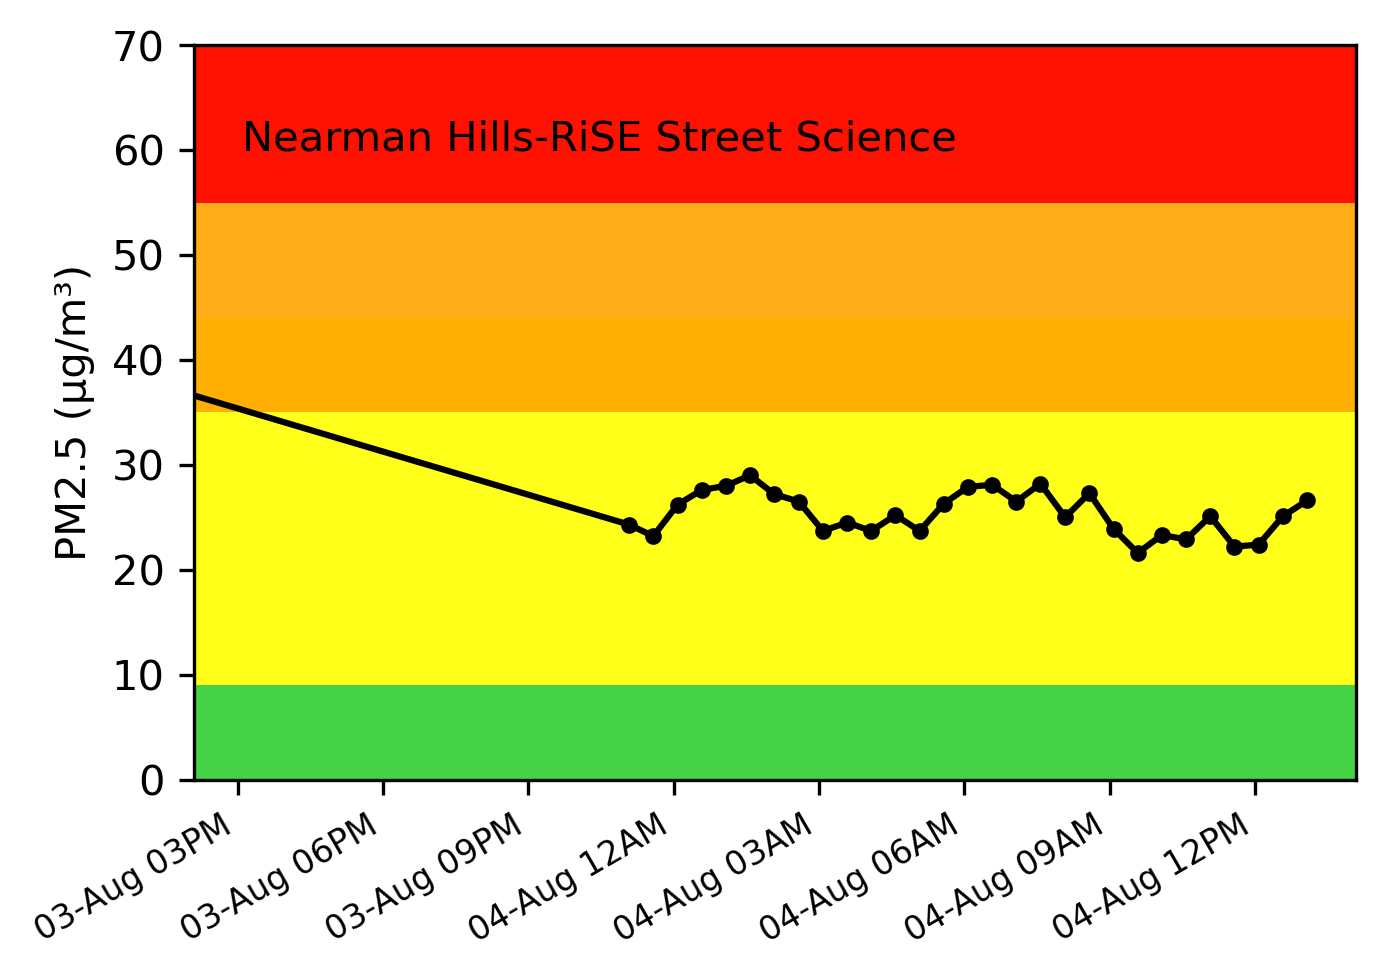 70
60
50
40
30
20
10
0
PM2.5 (µg/m³)
Nearman Hills-RiSE Street Science
03-Aug 03PM
03-Aug 06PM
03-Aug 09PM
04-Aug 12AM
04-Aug 03AM
04-Aug 06AM
04-Aug 09AM
04-Aug 12PM